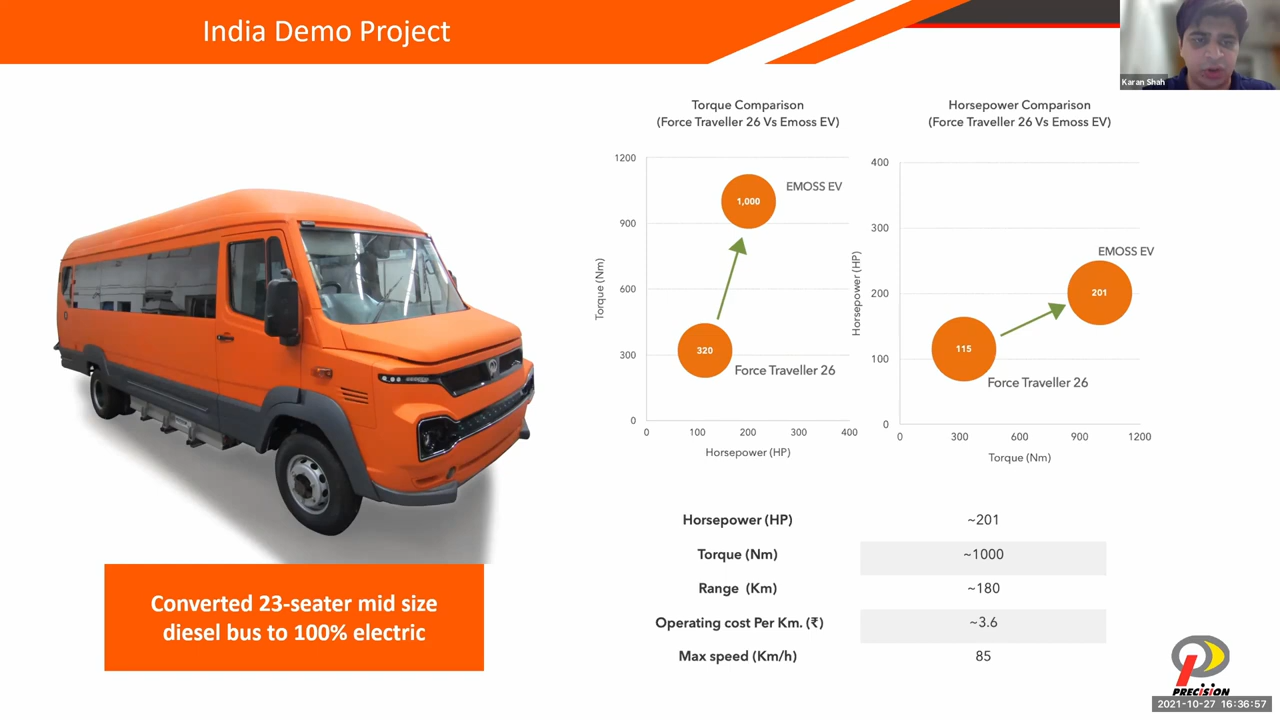 India Demo Project
Karan Shah
Torque Comparison
(Force Traveller 26 Vs Emoss EV)
1200
900
600
300
0
0 100 200 300 400
Torque (Nm)
Horsepower (HP)
1,000
EMOSS EV
320
Force Traveller 26
Horsepower Comparison
(Force Traveller 26 Vs Emoss EV)
400
300
200
100
0
0 300 600 900 1200
Horsepower (HP)
Torque (Nm)
EMOSS EV
201
115
Force Traveller 26
Horsepower (HP) ~201
Torque (Nm) ~1000
Range (Km) ~180
Operating cost Per Km. (₹) ~3.6
Max speed (Km/h) 85
Converted 23-seater mid size
diesel bus to 100% electric
PRECISION
2021-10-27 16:36:57